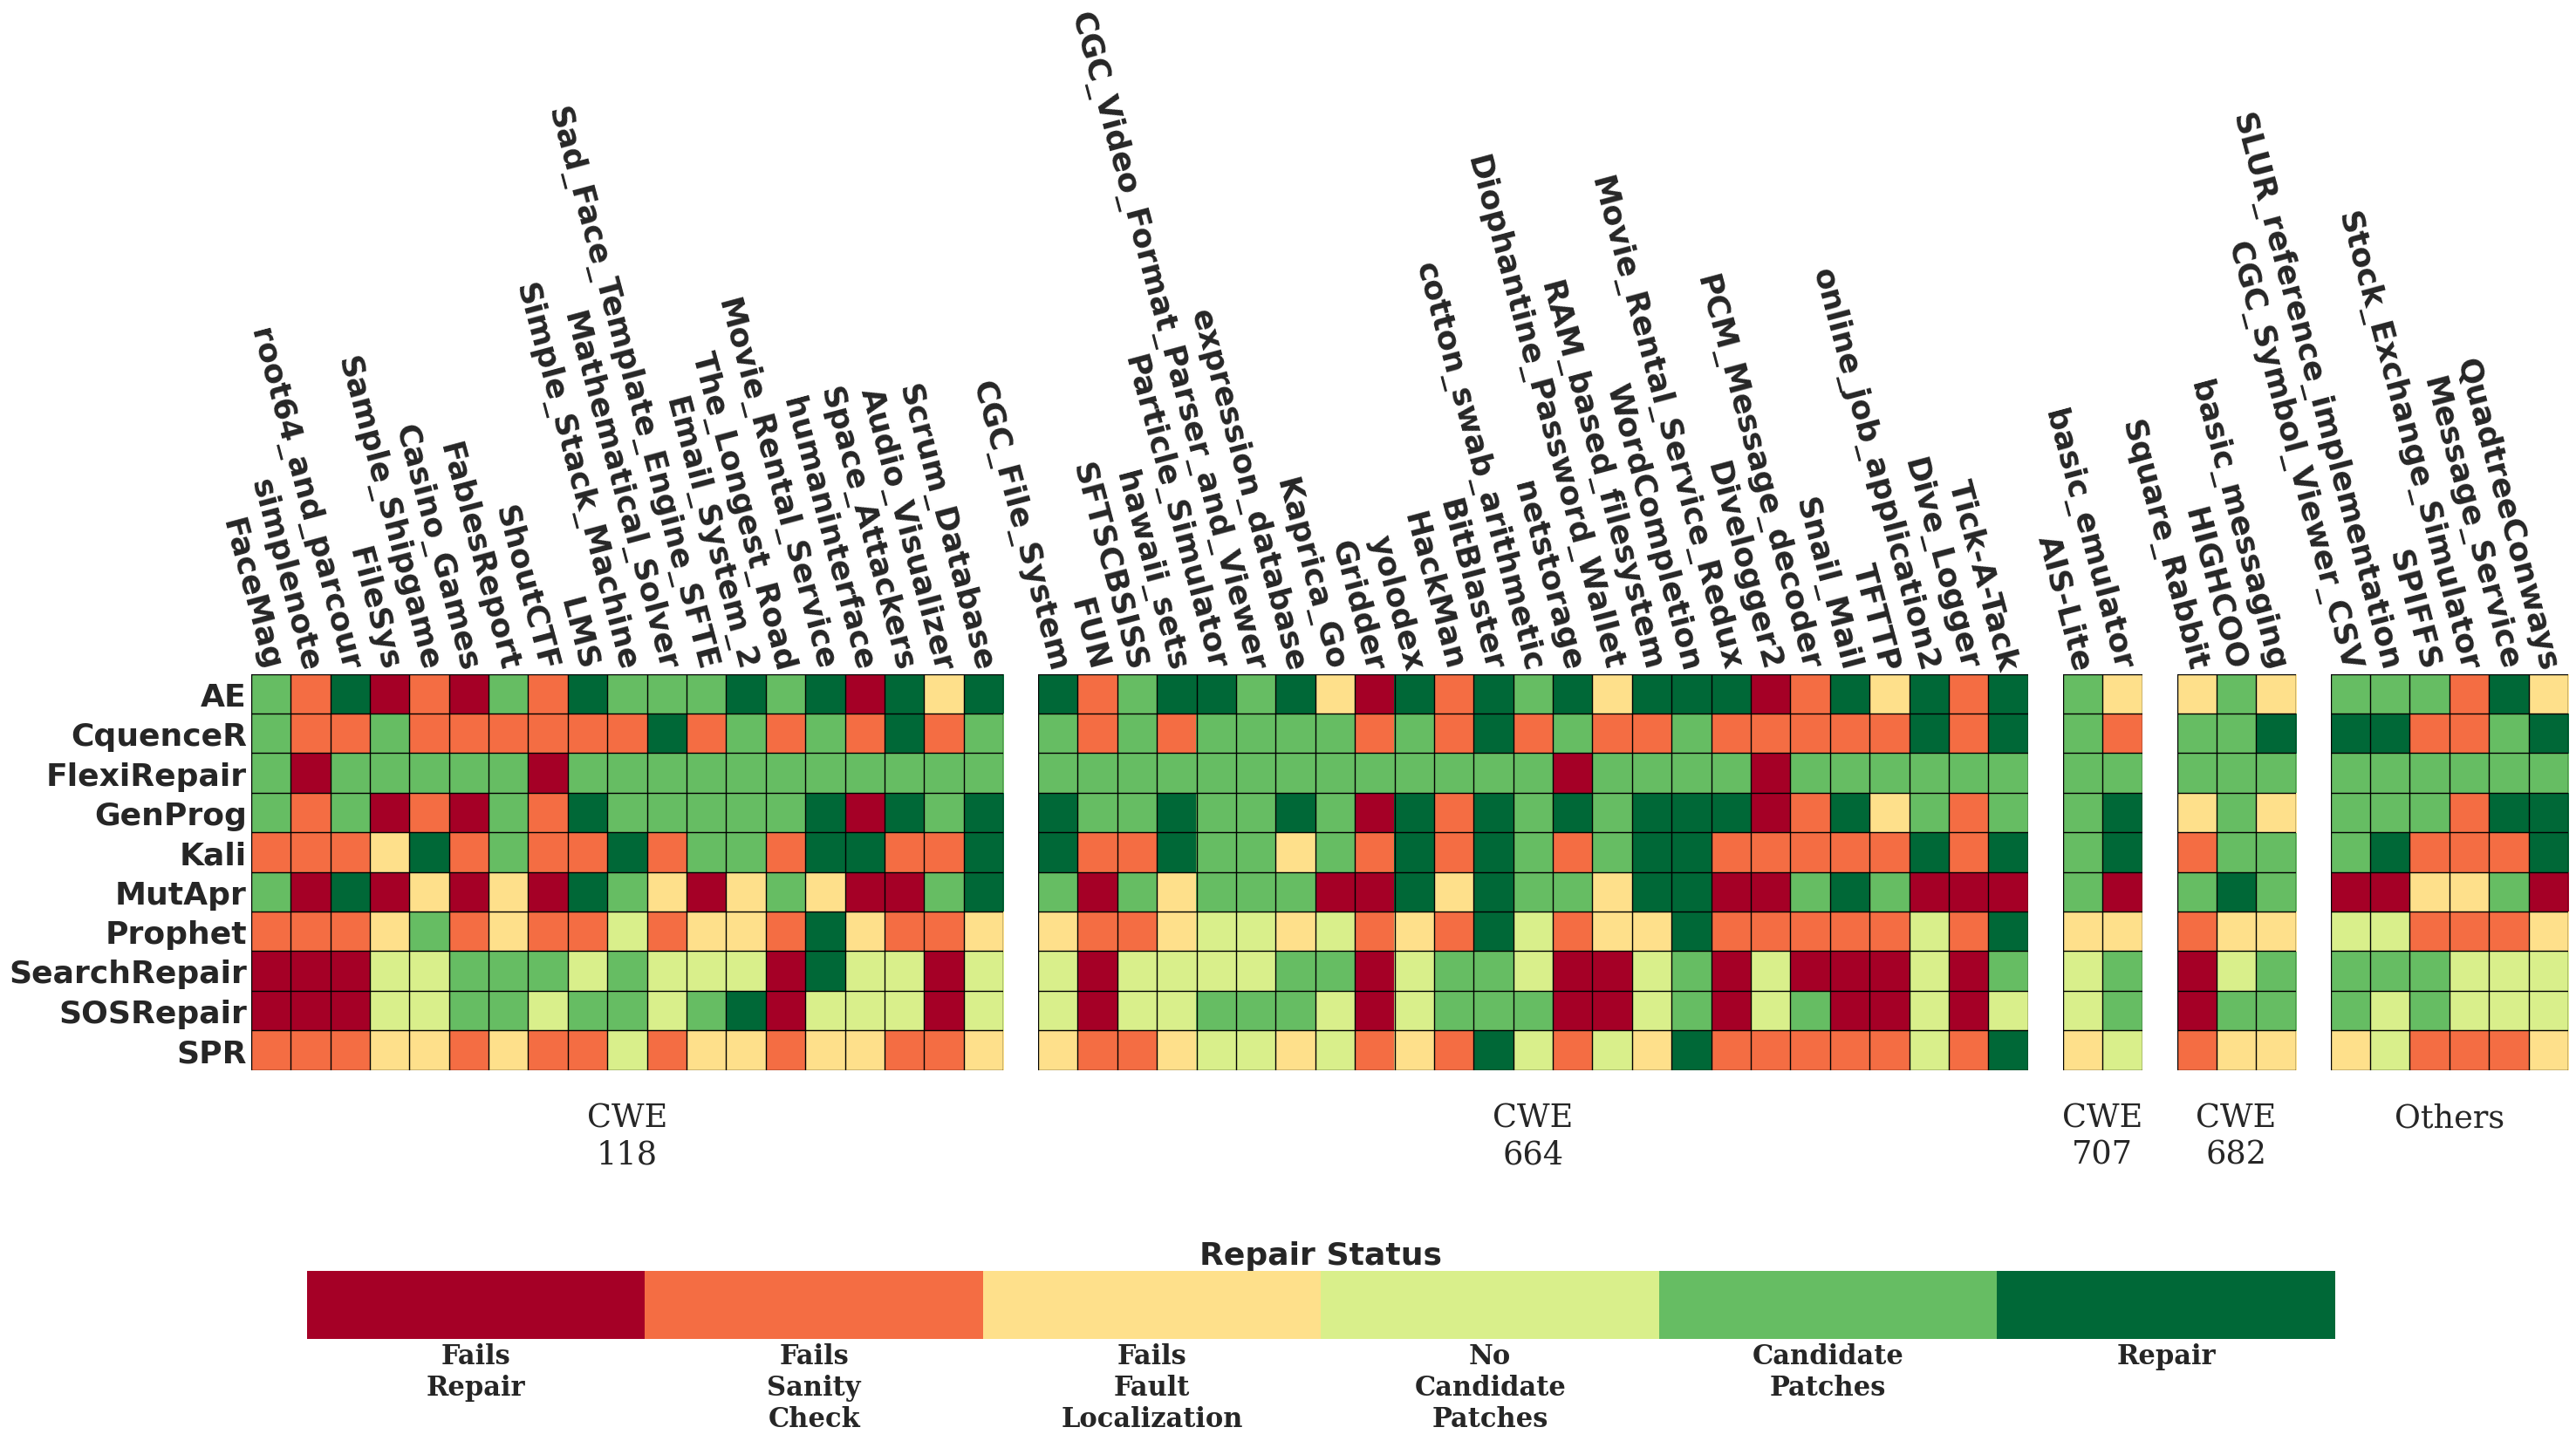 FaceMag
simplenote
root64_and_parcour
FileSys
Sample_Shipgame
Casino_Games
FablesReport
ShoutCTF
LMS
Simple_Stack_Machine
Mathematical_Solver
Sad_Face_Template_Engine_SFTE
Email_System_2
The_Longest_Road
Movie_Rental_Service
humaninterface
Space_Attackers
Audio_Visualizer
Scrum_Database
CGC_File_System
FUN
SFTSCBSISS
hawaii_sets
Particle_Simulator
CGC_Video_Format_Parser_and_Viewer
expression_database
Kaprica_Go
Gridder
yolodex
HackMan
BitBlaster
cotton_swab_arithmetic
netstorage
Diophantine_Password_Wallet
RAM_based_filesystem
WordCompletion
Movie_Rental_Service_Redux
Divelogger2
PCM_Message_decoder
Snail_Mail
TFTTP
online_job_application2
Dive_Logger
Tick-A-Tack
AIS-Lite
basic_emulator
Square_Rabbit
HIGHCOO
basic_messaging
CGC_Symbol_Viewer_CSV
SLUR_reference_implementation
SPIFFS
Stock_Exchange_Simulator
Message_Service
QuadtreeConways
AE
CquenceR
FlexiRepair
GenProg
Kali
MutApr
Prophet
SearchRepair
SOSRepair
SPR
CWE
118
CWE
664
CWE
707
CWE
682
Others
Repair Status
Fails
Repair
Fails
Sanity
Check
Fails
Fault
Localization
No
Candidate
Patches
Candidate
Patches
Repair